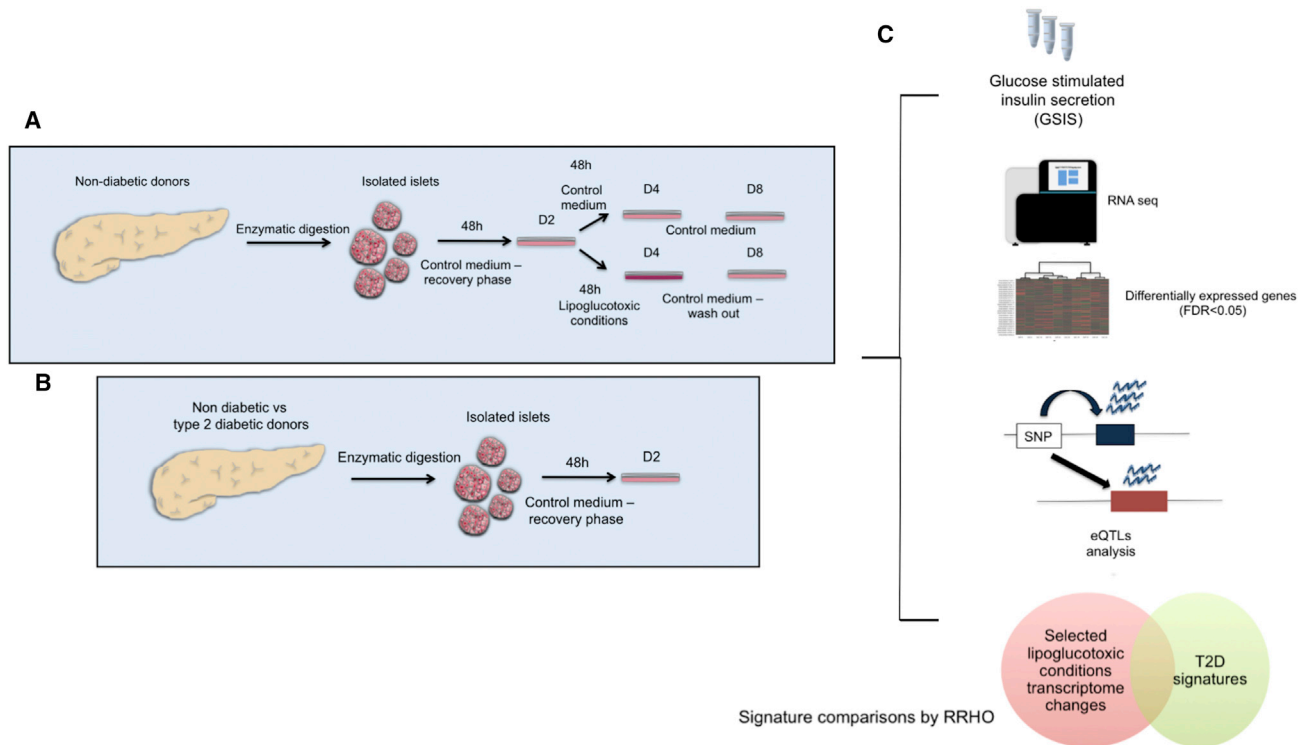 A
Non-diabetic donors
Enzymatic digestion
Isolated islets
48h
Control medium –
recovery phase
D2
48h
Control
medium
D4
D8
Control medium
D4
D8
48h
Lipoglucotoxic
conditions
Control medium –
wash out
B
Non diabetic vs
type 2 diabetic donors
Enzymatic digestion
Isolated islets
48h
Control medium –
recovery phase
D2
C
Glucose stimulated
insulin secretion
(GSIS)
RNA seq
Differentially expressed genes
(FDR<0.05)
SNP
eQTLs
analysis
Selected
lipoglucotoxic
conditions
transcriptome
changes
T2D
signatures
Signature comparisons by RRHO